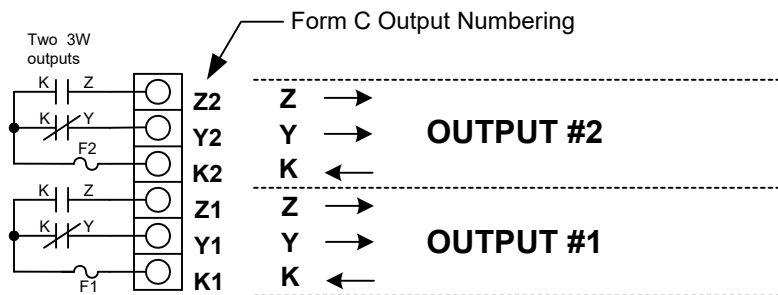 Form C Output Numbering
Two 3W
outputs
K Z
K Y
F2
K Z
K Y
F1
Z2
Y2
K2
Z1
Y1
K1
Z
Y
K
OUTPUT #2
Z
Y
K
OUTPUT #1